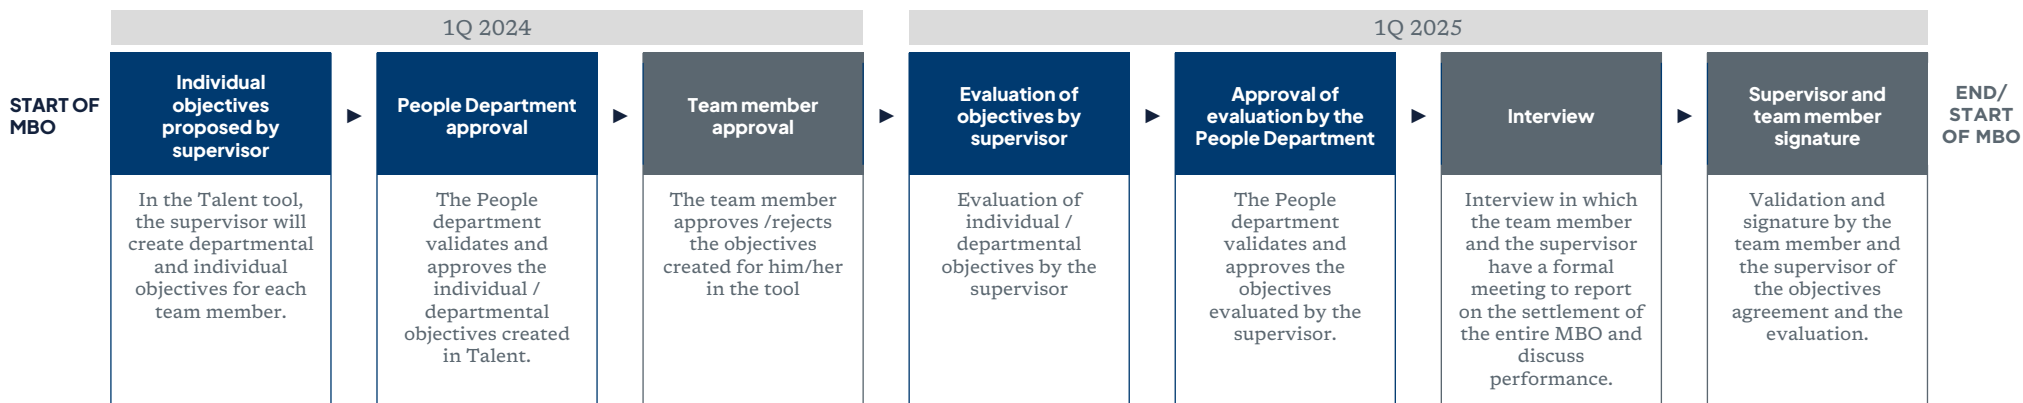 1Q 2024
1Q 2025
START OF
MBO
Individual
objectives
proposed by
supervisor
In the Talent tool,
the supervisor will
create departmental
and individual
objectives for each
team member.
People Department
approval
The People
department
validates and
approves the
individual /
departmental
objectives created
in Talent.
Team member
approval
The team member
approves /rejects
the objectives
created for him/her
in the tool
Evaluation of
objectives by
supervisor
Evaluation of
individual /
departmental
objectives by the
supervisor
Approval of
evaluation by the
People Department
The People
department
validates and
approves the
objectives
evaluated by the
supervisor.
Interview
Interview in which
the team member
and the supervisor
have a formal
meeting to report
on the settlement of
the entire MBO and
discuss
performance.
Supervisor and
team member
signature
Validation and
signature by the
team member and
the supervisor of
the objectives
agreement and the
evaluation.
END/
START
OF MBO